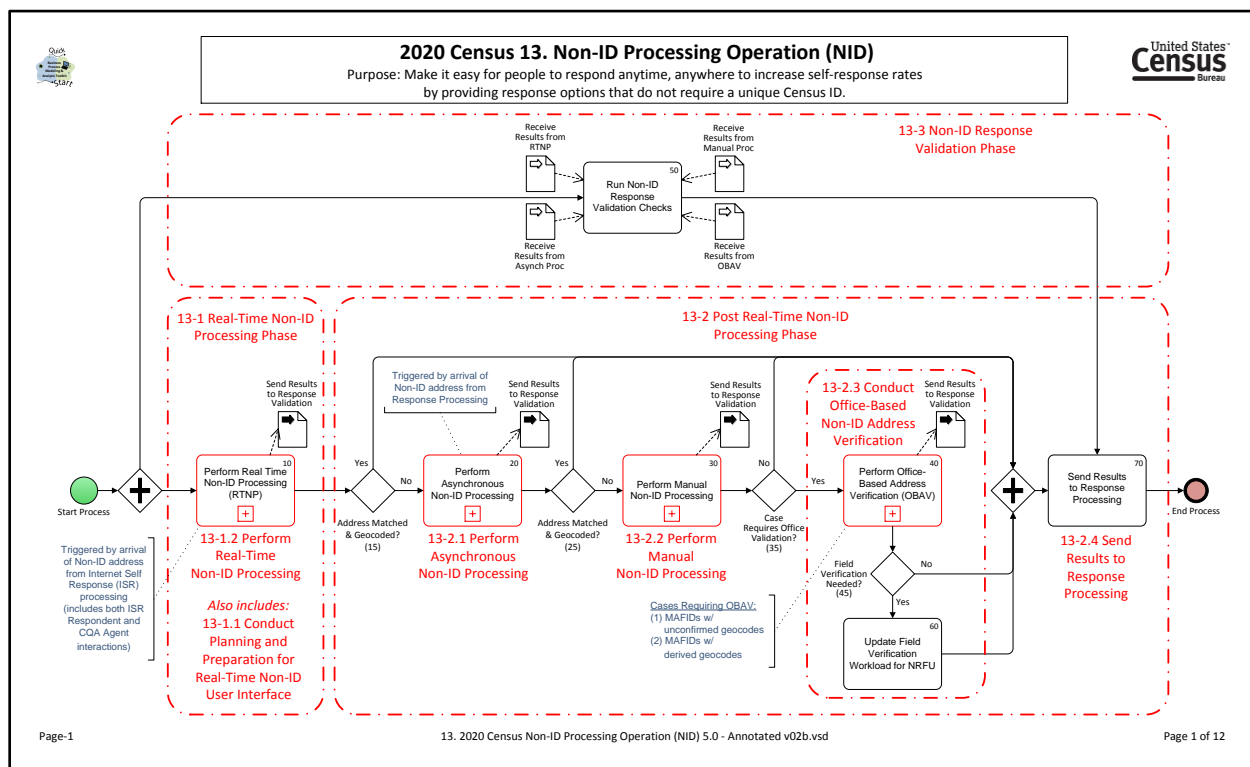 Quick
Business
Process
Modeling &
Analysis Toolkit
Start
2020 Census 13. Non-ID Processing Operation (NID)
Purpose: Make it easy for people to respond anytime, anywhere to increase self-response rates
by providing response options that do not require a unique Census ID.
United States™
Census
Bureau
13-3 Non-ID Response
Validation Phase
Receive
Results from
RTNP
Receive
Results from
Manual Proc
50
Run Non-ID
Response
Validation Checks
Receive
Results from
Asynch Proc
Receive
Results from
OBAV
13-1 Real-Time Non-ID
Processing Phase
13-2 Post Real-Time Non-ID
Processing Phase
Start Process
Send Results
to Response
Validation
10
Perform Real Time
Non-ID Processing
(RTNP)
13-1.2 Perform
Real-Time
Non-ID Processing
Also includes:
13-1.1 Conduct
Planning and
Preparation for
Real-Time Non-ID
User Interface
Triggered by arrival
of Non-ID address
from Internet Self
Response (ISR)
processing
(includes both ISR
Respondent and
CQA Agent
interactions)
Yes
No
Address Matched
& Geocoded?
(15)
Triggered by arrival of
Non-ID address from
Response Processing
Send Results
to Response
Validation
20
Perform
Asynchronous
Non-ID Processing
13-2.1 Perform
Asynchronous
Non-ID Processing
Yes
No
Address Matched
& Geocoded?
(25)
Send Results
to Response
Validation
30
Perform Manual
Non-ID Processing
13-2.2 Perform
Manual
Non-ID Processing
No
Yes
Case
Requires Office
Validation?
(35)
13-2.3 Conduct
Office-Based
Non-ID Address
Verification
Send Results
to Response
Validation
40
Perform Office-
Based Address
Verification (OBAV)
Field
Verification
Needed?
(45)
No
Yes
Cases Requiring OBAV:
(1) MAFIDs w/
unconfirmed geocodes
(2) MAFIDs w/
derived geocodes
60
Update Field
Verification
Workload for NRFU
70
Send Results
to Response
Processing
13-2.4 Send
Results to
Response
Processing
End Process
Page-1
13. 2020 Census Non-ID Processing Operation (NID) 5.0 - Annotated v02b.vsd
Page 1 of 12